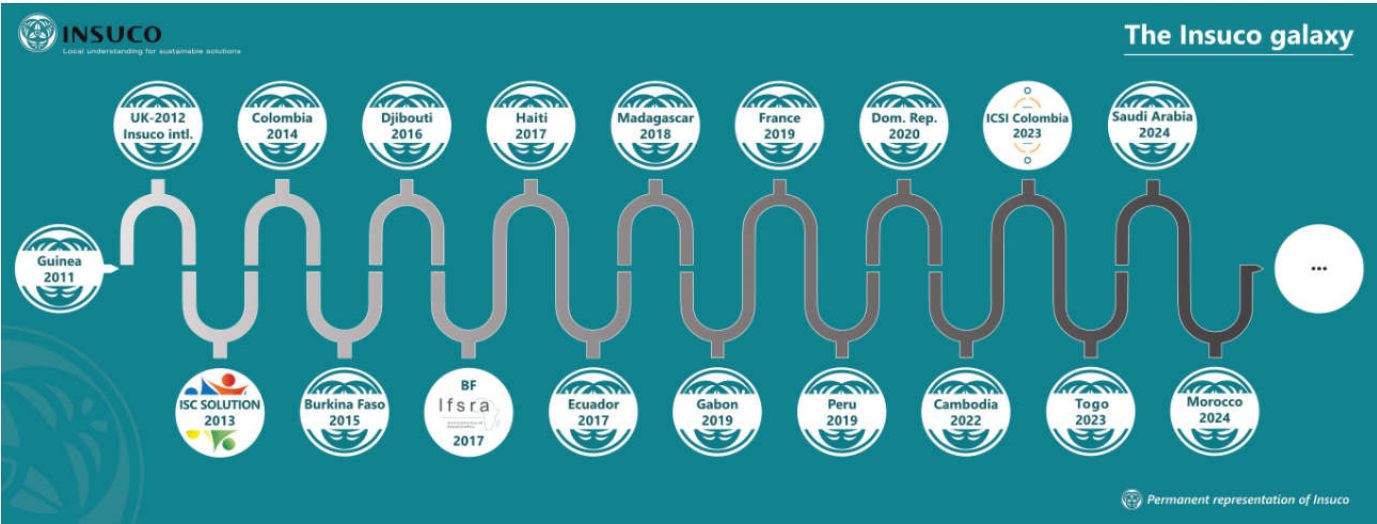 INSUCO
Local understanding for sustainable solutions
The Insuco galaxy
Guinea
2011
UK-2012
Insuco intl.
ISC SOLUTION
2013
Colombia
2014
Burkina Faso
2015
Djibouti
2016
BF
Ifsra
2017
Haiti
2017
Ecuador
2017
Madagascar
2018
Gabon
2019
France
2019
Peru
2019
Dom. Rep.
2020
Cambodia
2022
ICSI Colombia
2023
Togo
2023
Saudi Arabia
2024
Morocco
2024
...
Permanent representation of Insuco